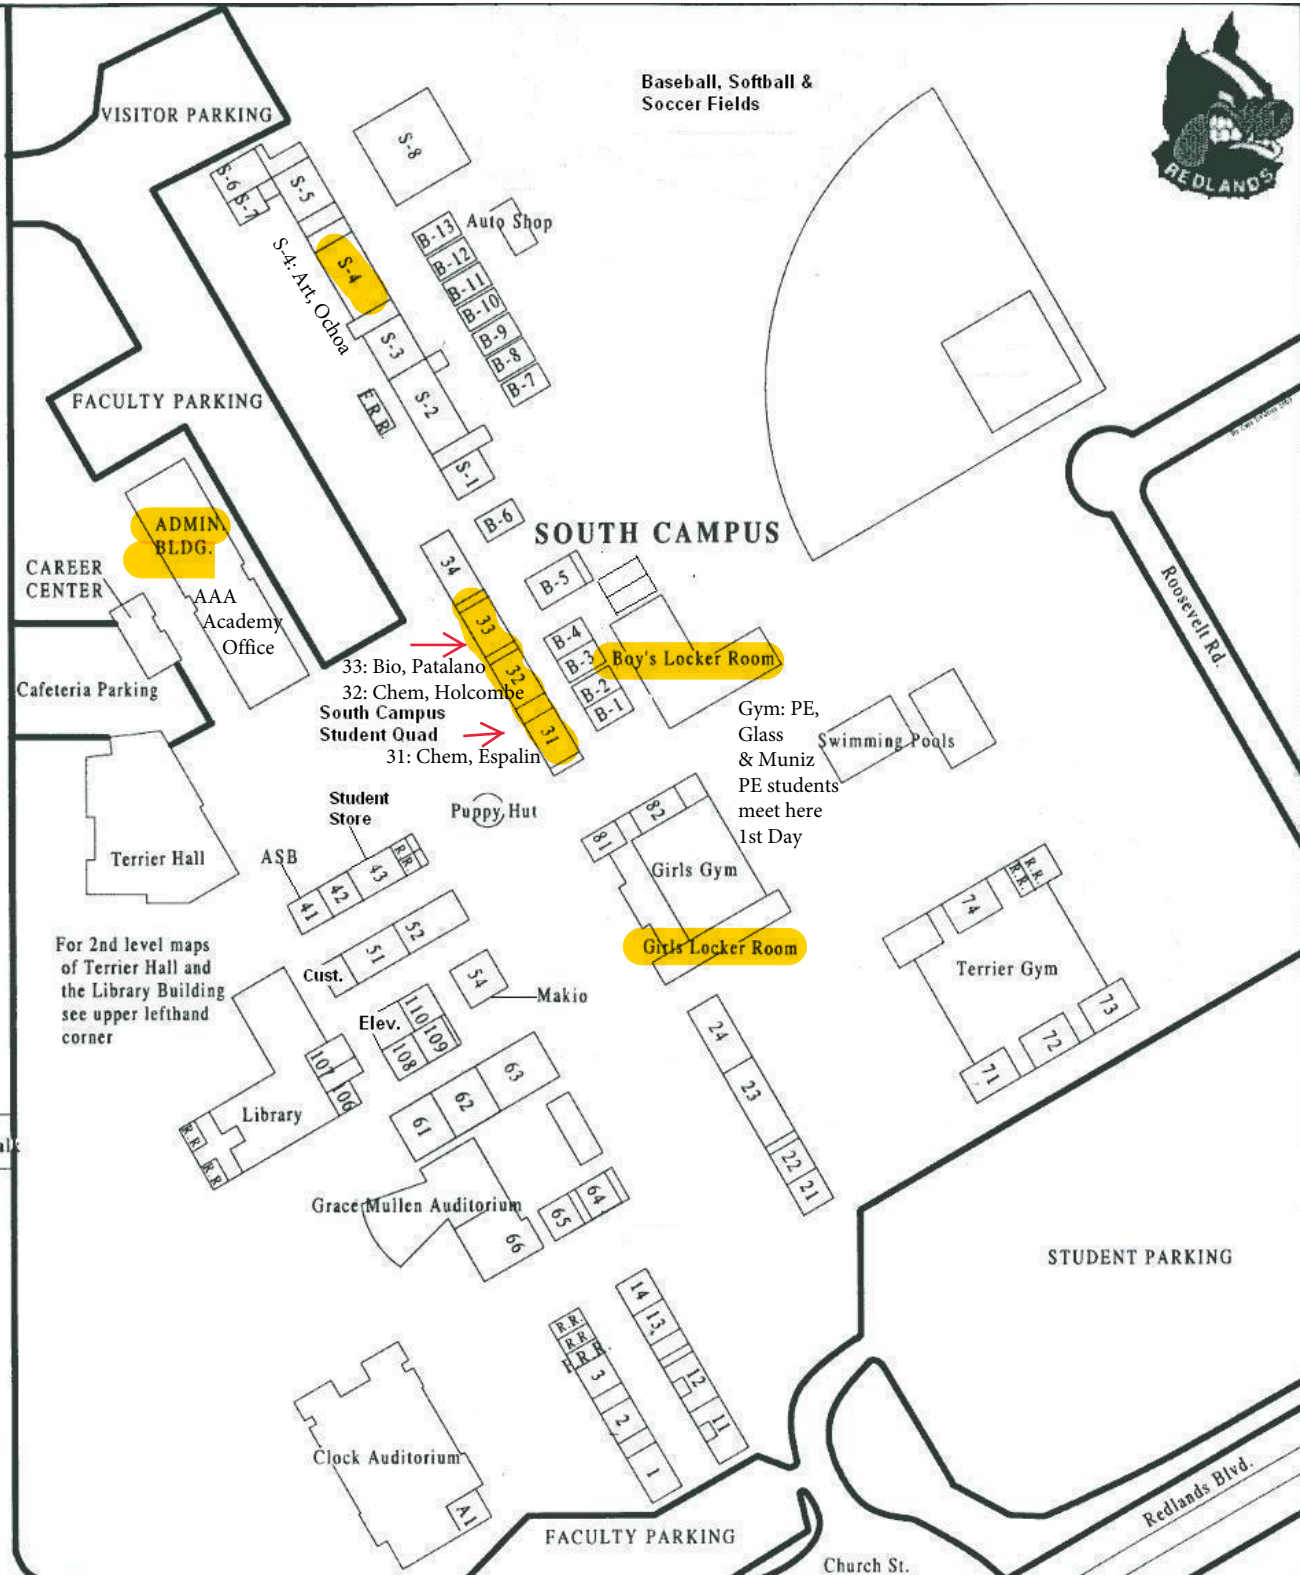 Baseball, Softball &
Soccer Fields
REDLANDS
VISITOR PARKING
S-8
S-6
S-7
S-5
Auto Shop
B-13
B-12
B-11
B-10
B-9
B-8
B-7
S-4
S-4: Art, Ochoa
S-3
S-2
S-1
F.R.R.
FACULTY PARKING
B-6
SOUTH CAMPUS
ADMIN.
BLDG.
CAREER
CENTER
AAA
Academy
Office
34
33
32
31
B-5
B-4
B-3
B-2
B-1
Boy's Locker Room
Roosevelt Rd.
33: Bio, Patalano
32: Chem, Holcombe
Cafeteria Parking
South Campus
Student Quad
31: Chem, Espalin
Gym: PE,
Glass
& Muniz
PE students
meet here
1st Day
Swimming Pools
Student
Store
Puppy Hut
Terrier Hall
ASB
41
42
43
R.R.
81
82
Girls Gym
Girls Locker Room
74
R.R.
R.R.
Terrier Gym
73
72
71
For 2nd level maps
of Terrier Hall and
the Library Building
see upper lefthand
corner
Cust.
51
52
54
Makio
Elev.
110
109
108
107
106
Library
R.R.
R.R.
61
62
63
24
23
22
21
Grace Mullen Auditorium
66
65
64
STUDENT PARKING
14
13
12
11
R.R.
R.R.
F.R.R.
3
2
1
Clock Auditorium
A1
FACULTY PARKING
Redlands Blvd.
Church St.